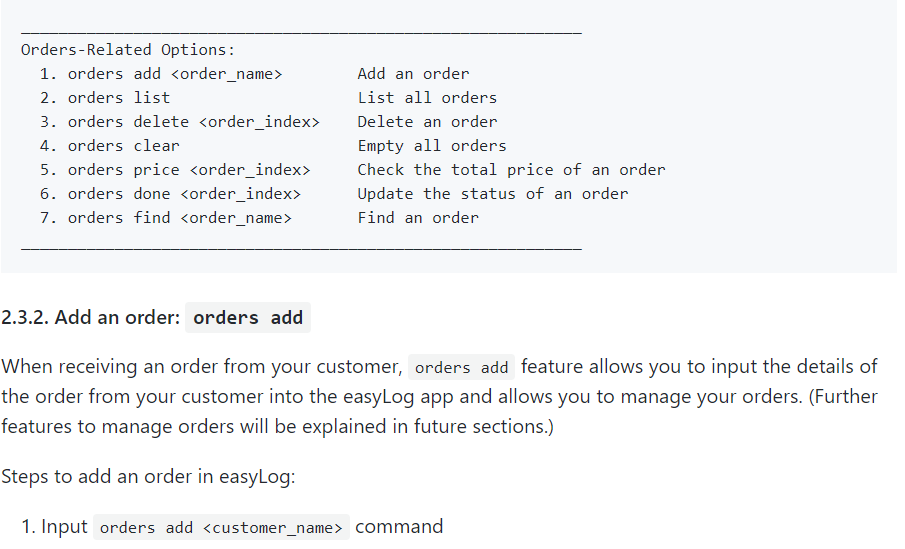 Orders-Related Options:
1. orders add <order_name> Add an order
2. orders list List all orders
3. orders delete <order_index> Delete an order
4. orders clear Empty all orders
5. orders price <order_index> Check the total price of an order
6. orders done <order_index> Update the status of an order
7. orders find <order_name> Find an order
2.3.2. Add an order: orders add
When receiving an order from your customer, orders add feature allows you to input the details of
the order from your customer into the easyLog app and allows you to manage your orders. (Further
features to manage orders will be explained in future sections.)
Steps to add an order in easyLog:
1. Input orders add <customer_name> command